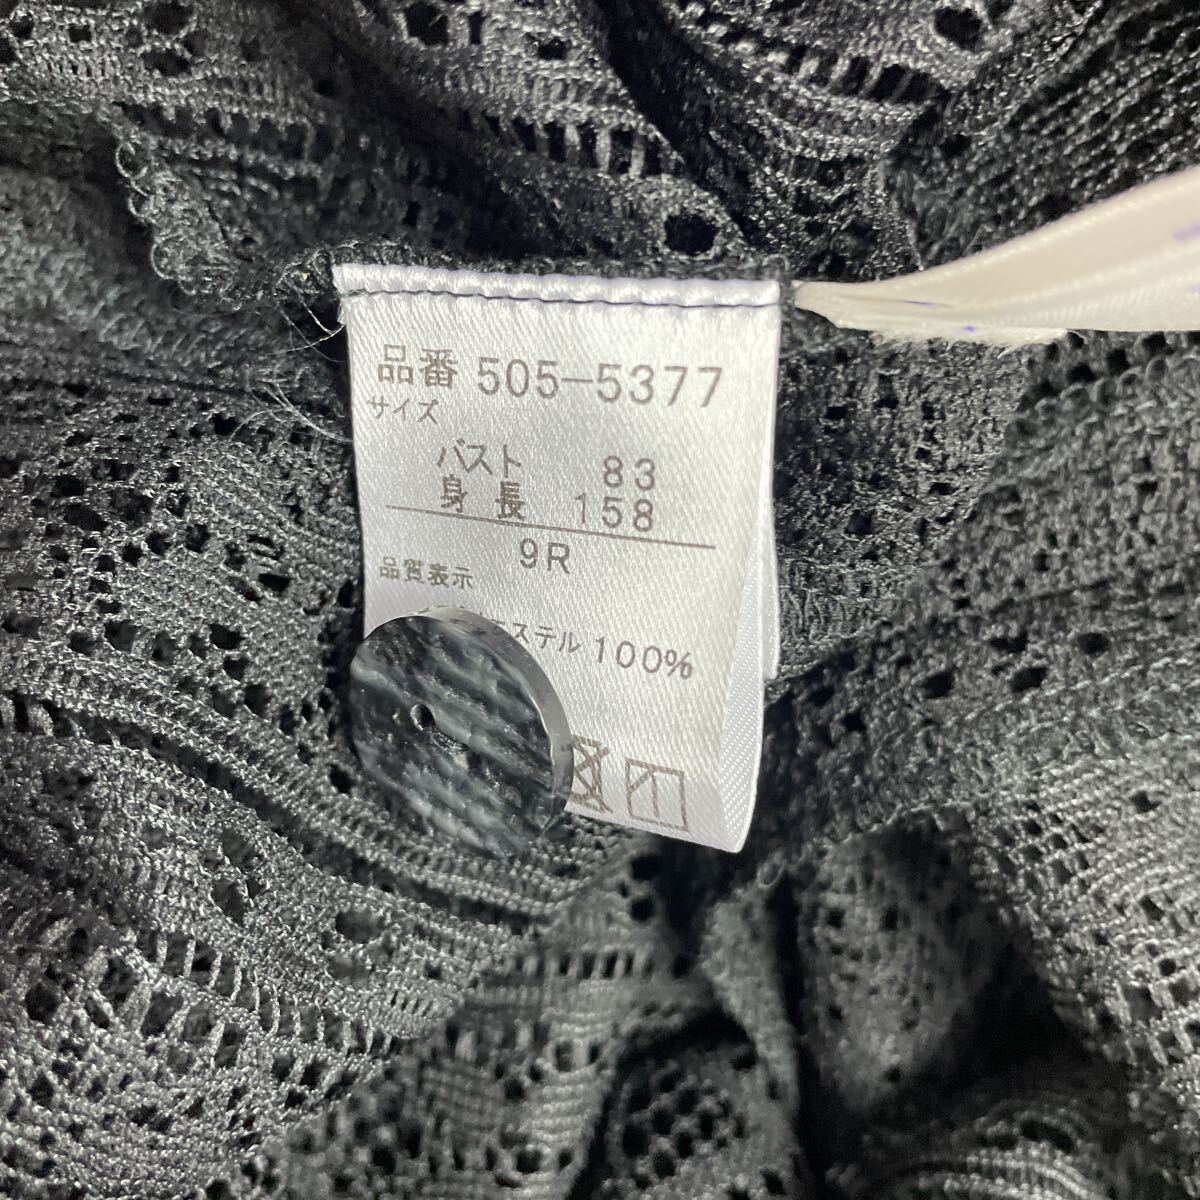 品番 505-5377
サイズ
バスト 83
身長 158
9R
品質表示
エステル 100%